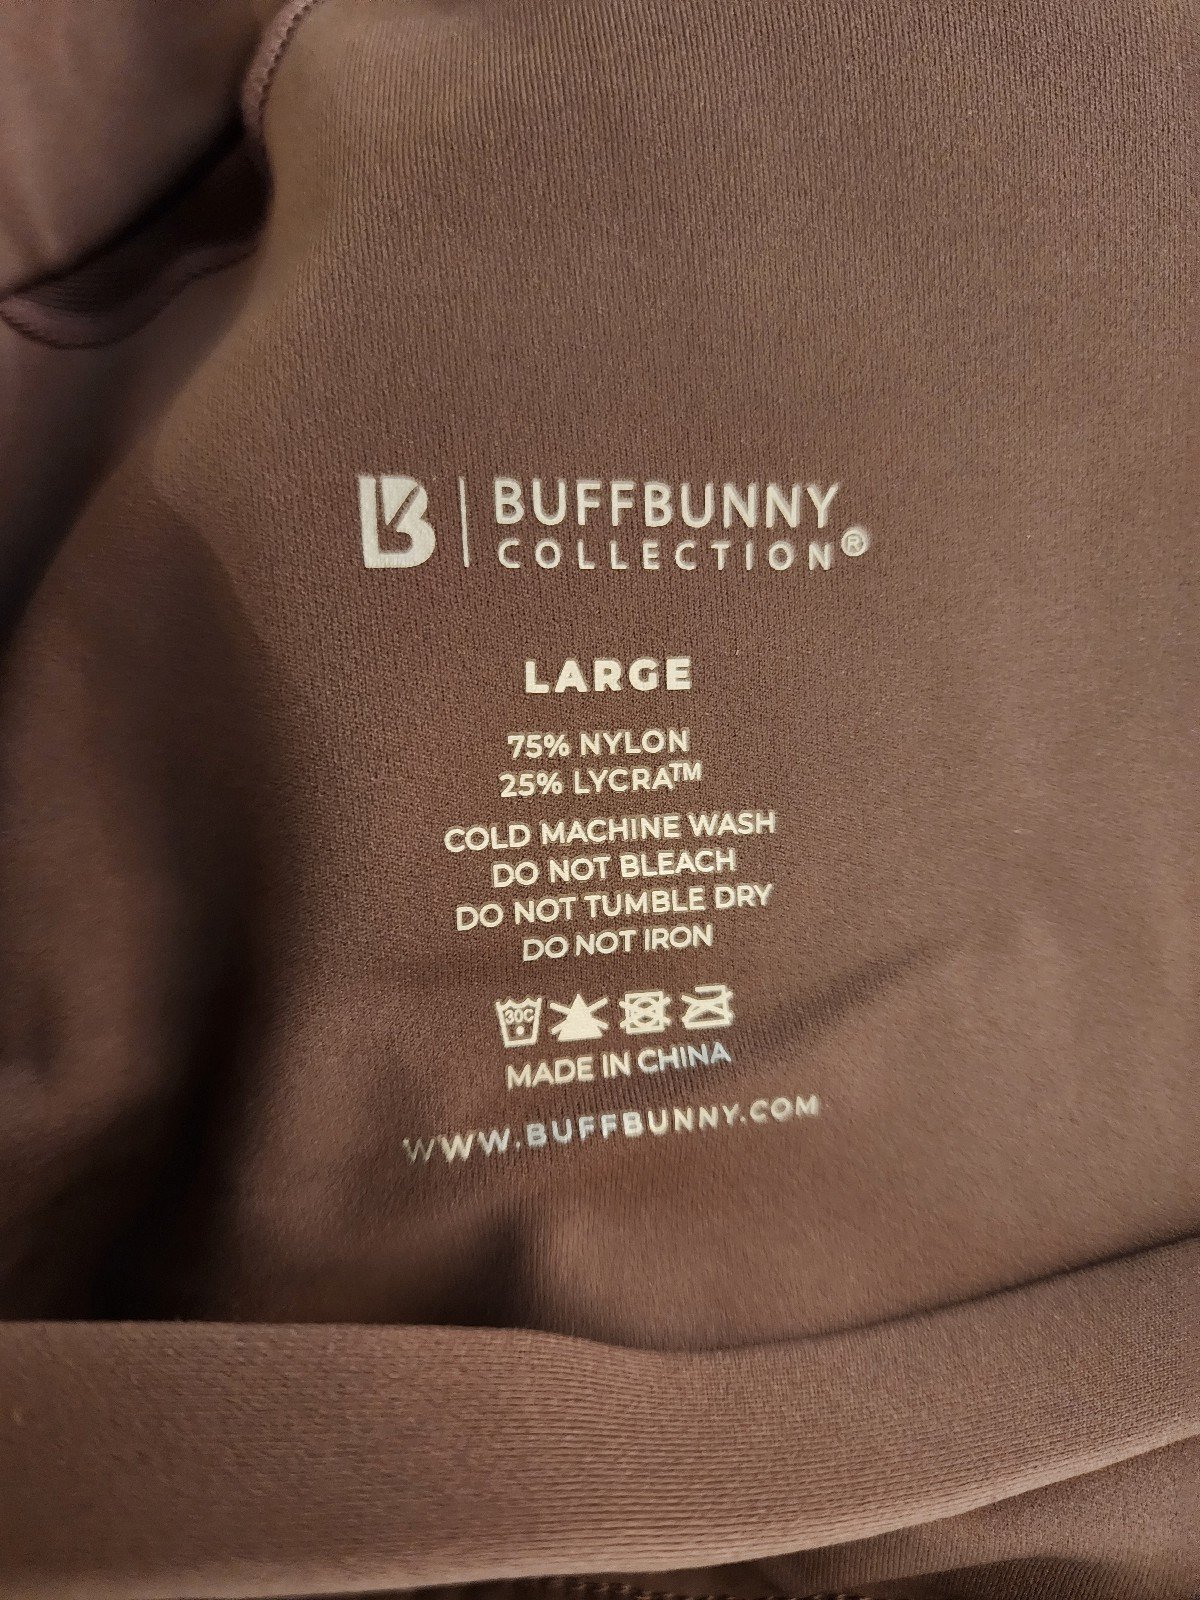 B | BUFFBUNNY
COLLECTION®
LARGE
75% NYLON
25% LYCRA™
COLD MACHINE WASH
DO NOT BLEACH
DO NOT TUMBLE DRY
DO NOT IRON
30C
MADE IN CHINA
WWW.BUFFBUNNY.COM